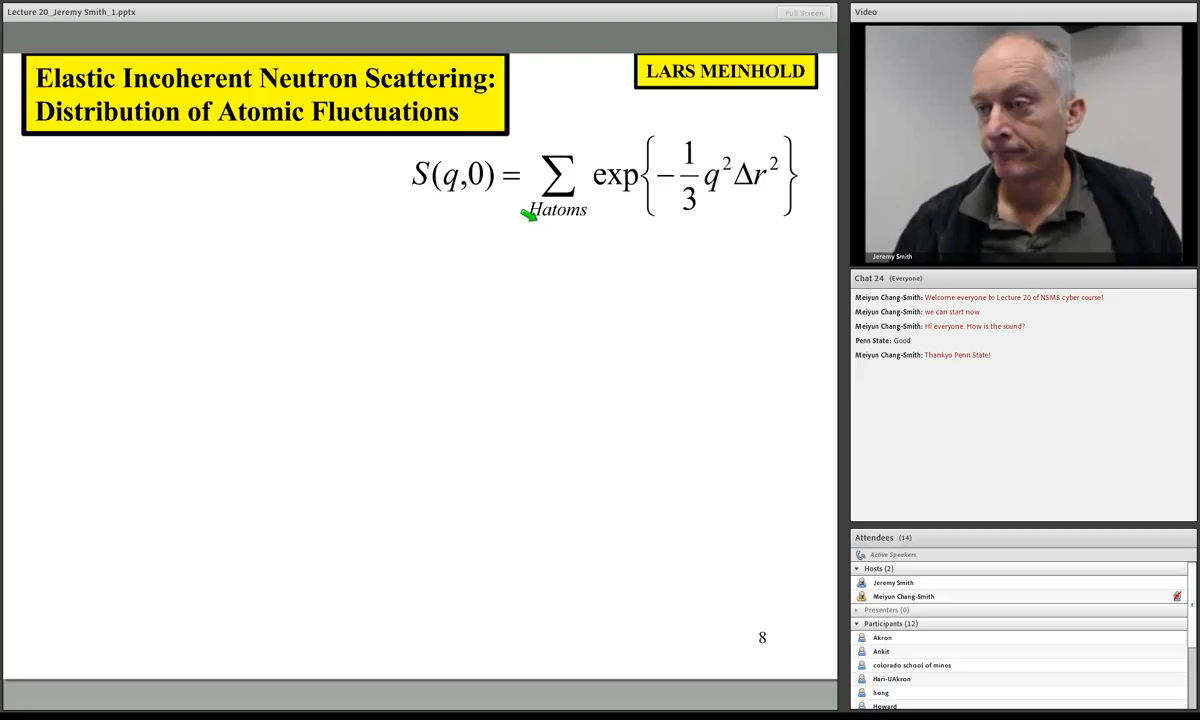 Lecture 20_Jeremy Smith_1.pptx
Full Screen
Elastic Incoherent Neutron Scattering:
Distribution of Atomic Fluctuations
LARS MEINHOLD
S(q,0) = ∑ exp{ − 1/3 q² Δr² }
Hatoms
8
Video
Jeremy Smith
Chat 24 (Everyone)
Meiyun Chang-Smith: Welcome everyone to Lecture 20 of NSMS cyber course!
Meiyun Chang-Smith: we can start now
Meiyun Chang-Smith: Hi everyone. How is the sound?
Penn State: Good
Meiyun Chang-Smith: Thankyo Penn State!
Attendees (14)
Active Speakers
Hosts (2)
Jeremy Smith
Meiyun Chang-Smith
Presenters (0)
Participants (12)
Akron
Ankit
colorado school of mines
Hari-UAkron
hong
Howard